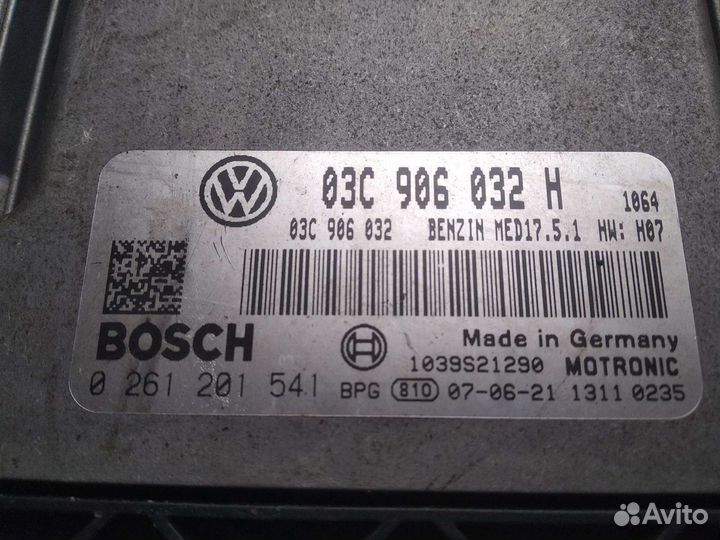 03C 906 032 H 1064
03C 906 032 BENZIN MED17.5.1 HW: H07
BOSCH
Made in Germany
1039S21290 MOTRONIC
0 261 201 541 BPG 810 07-06-21 1311 0235
Avito